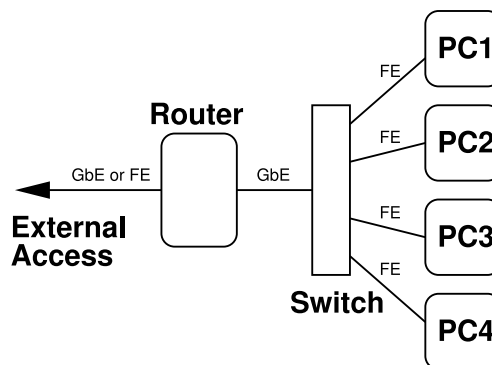 PC1
FE
Router
FE
PC2
GbE or FE
GbE
External
Access
FE
PC3
FE
Switch
PC4